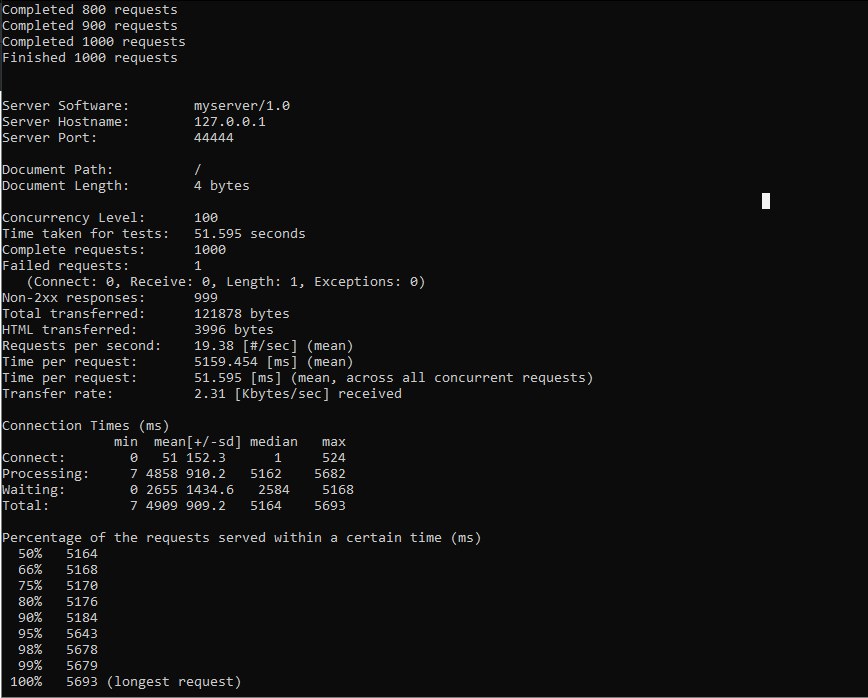 Completed 800 requests
Completed 900 requests
Completed 1000 requests
Finished 1000 requests
Server Software: myserver/1.0
Server Hostname: 127.0.0.1
Server Port: 44444
Document Path: /
Document Length: 4 bytes
Concurrency Level: 100
Time taken for tests: 51.595 seconds
Complete requests: 1000
Failed requests: 1
(Connect: 0, Receive: 0, Length: 1, Exceptions: 0)
Non-2xx responses: 999
Total transferred: 121878 bytes
HTML transferred: 3996 bytes
Requests per second: 19.38 [#/sec] (mean)
Time per request: 5159.454 [ms] (mean)
Time per request: 51.595 [ms] (mean, across all concurrent requests)
Transfer rate: 2.31 [Kbytes/sec] received
Connection Times (ms)
min mean[+/-sd] median max
Connect: 0 51 152.3 1 524
Processing: 7 4858 910.2 5162 5682
Waiting: 0 2655 1434.6 2584 5168
Total: 7 4909 909.2 5164 5693
Percentage of the requests served within a certain time (ms)
50% 5164
66% 5168
75% 5170
80% 5176
90% 5184
95% 5643
98% 5678
99% 5679
100% 5693 (longest request)